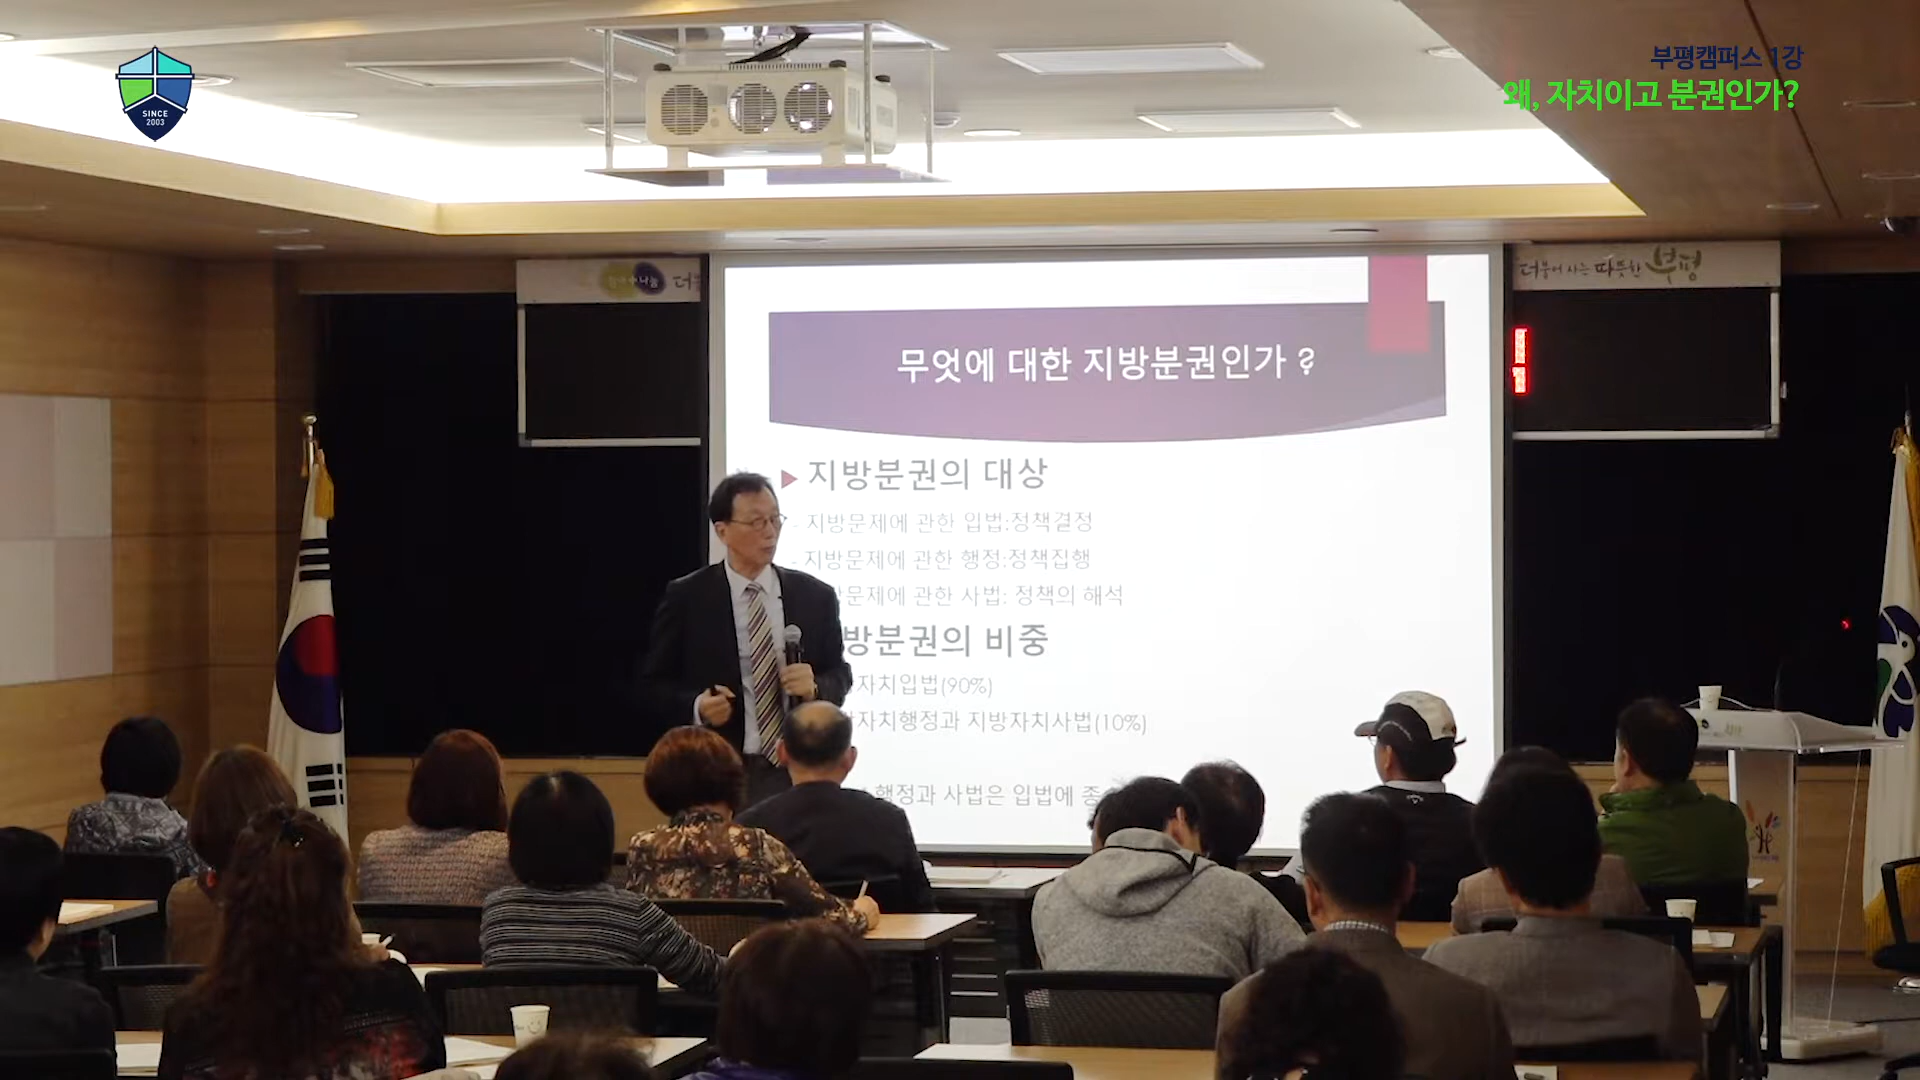 SINCE
2003
부평캠퍼스 1강
왜, 자치이고 분권인가?
나눔
더불어 사는 따뜻한 부평
무엇에 대한 지방분권인가 ?
지방분권의 대상
- 지방문제에 관한 입법:정책결정
- 지방문제에 관한 행정:정책집행
문제에 관한 사법: 정책의 해석
방분권의 비중
자치입법(90%)
자치행정과 지방자치사법(10%)
행정과 사법은 입법에